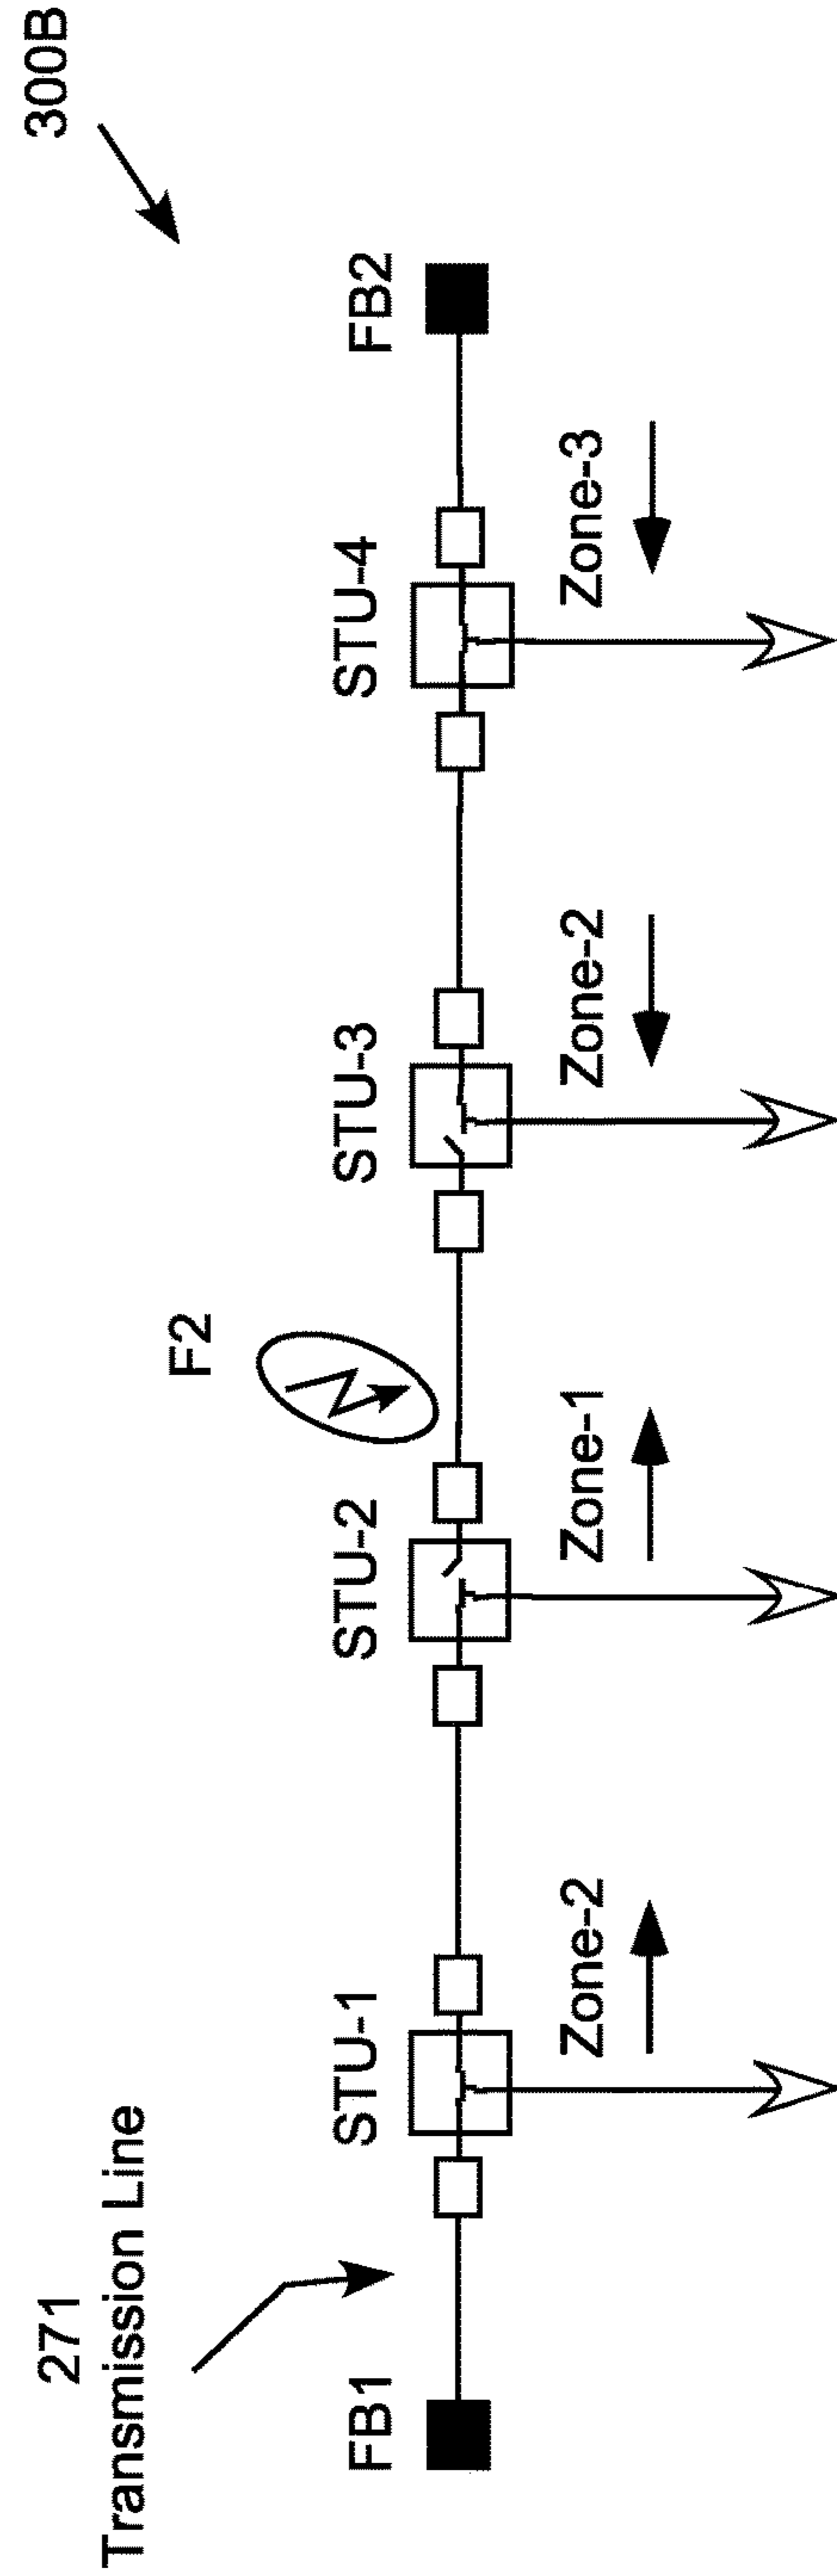 300B
271
Transmission Line
F2
FB1
STU-1
STU-2
STU-3
STU-4
FB2
Zone-2
Zone-1
Zone-2
Zone-3